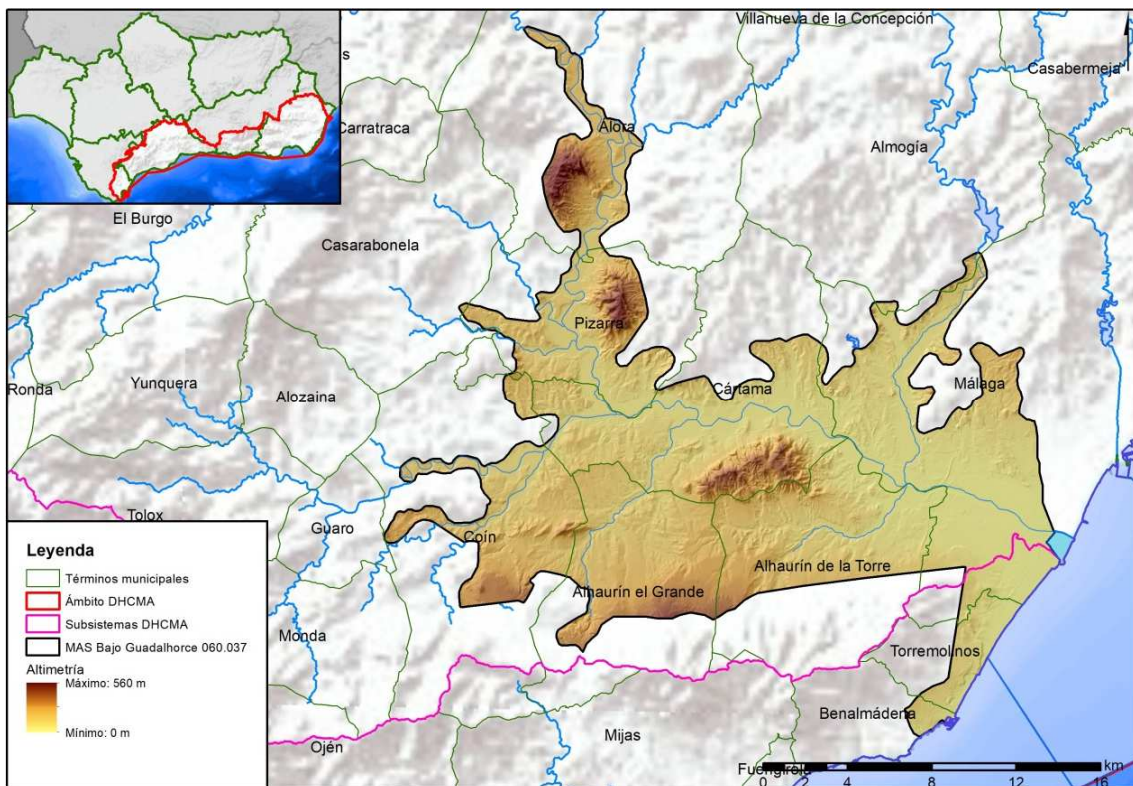 Villanueva de la Concepción
Casabermeja
Carratraca
Álora
Almogía
El Burgo
Casarabonela
Pizarra
Ronda
Yunquera
Alozaina
Cártama
Málaga
Tolox
Guaro
Coín
Alhaurín de la Torre
Alhaurín el Grande
Monda
Torremolinos
Benalmádena
Ojén
Mijas
Fuengirola
Leyenda
Términos municipales
Ámbito DHCMA
Subsistemas DHCMA
MAS Bajo Guadalhorce 060.037
Altimetría
Máximo: 560 m
Mínimo: 0 m
km
0 2 4 8 12 16